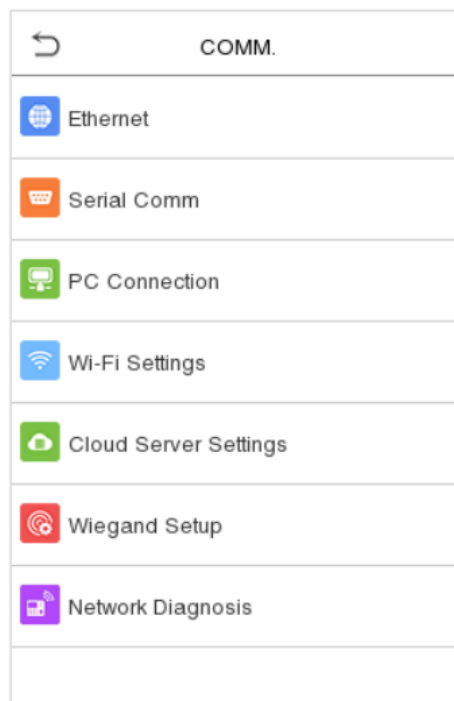 COMM.
Ethernet
Serial Comm
PC Connection
Wi-Fi Settings
Cloud Server Settings
Wiegand Setup
Network Diagnosis